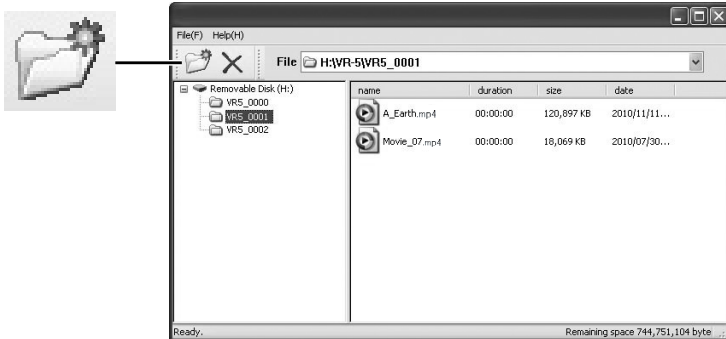 File(F) Help(H)
File H:\VR-5\VR5_0001
Removable Disk (H:)
VR5_0000
VR5_0001
VR5_0002
name duration size date
A_Earth.mp4 00:00:00 120,897 KB 2010/11/11...
Movie_07.mp4 00:00:00 18,069 KB 2010/07/30...
Ready. Remaining space 744,751,104 byte